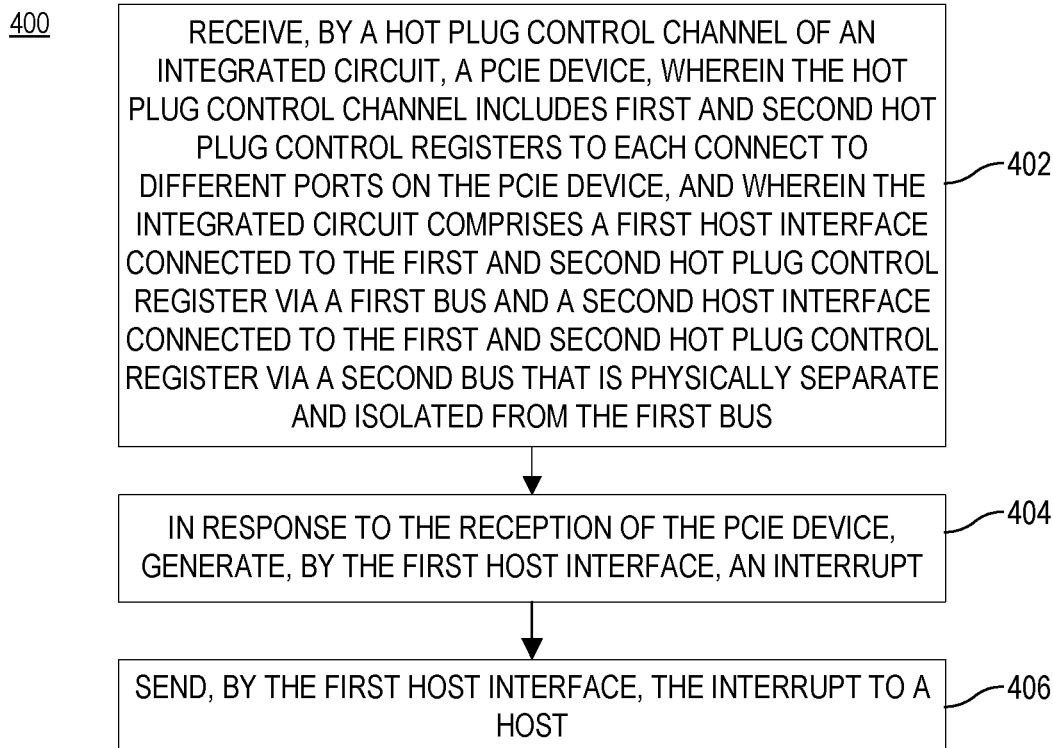 400
RECEIVE, BY A HOT PLUG CONTROL CHANNEL OF AN
INTEGRATED CIRCUIT, A PCIE DEVICE, WHEREIN THE HOT
PLUG CONTROL CHANNEL INCLUDES FIRST AND SECOND HOT
PLUG CONTROL REGISTERS TO EACH CONNECT TO
DIFFERENT PORTS ON THE PCIE DEVICE, AND WHEREIN THE
INTEGRATED CIRCUIT COMPRISES A FIRST HOST INTERFACE
CONNECTED TO THE FIRST AND SECOND HOT PLUG CONTROL
REGISTER VIA A FIRST BUS AND A SECOND HOST INTERFACE
CONNECTED TO THE FIRST AND SECOND HOT PLUG CONTROL
REGISTER VIA A SECOND BUS THAT IS PHYSICALLY SEPARATE
AND ISOLATED FROM THE FIRST BUS
402
IN RESPONSE TO THE RECEPTION OF THE PCIE DEVICE,
GENERATE, BY THE FIRST HOST INTERFACE, AN INTERRUPT
404
SEND, BY THE FIRST HOST INTERFACE, THE INTERRUPT TO A
HOST
406